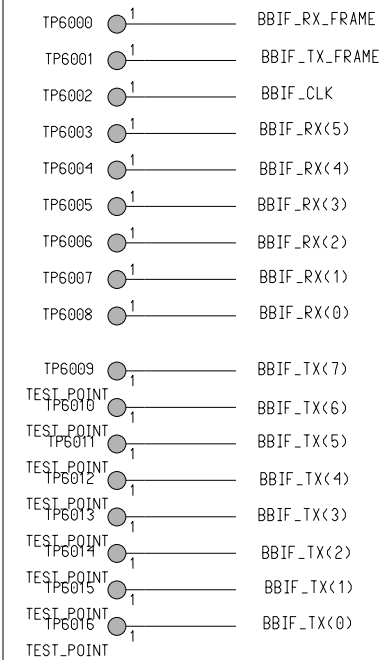 TP6000 1 BBIF_RX_FRAME
TP6001 1 BBIF_TX_FRAME
TP6002 1 BBIF_CLK
TP6003 1 BBIF_RX(5)
TP6004 1 BBIF_RX(4)
TP6005 1 BBIF_RX(3)
TP6006 1 BBIF_RX(2)
TP6007 1 BBIF_RX(1)
TP6008 1 BBIF_RX(0)
TP6009 1 BBIF_TX(7)
TEST_POINT
TP6010 1 BBIF_TX(6)
TEST_POINT
TP6011 1 BBIF_TX(5)
TEST_POINT
TP6012 1 BBIF_TX(4)
TEST_POINT
TP6013 1 BBIF_TX(3)
TEST_POINT
TP6014 1 BBIF_TX(2)
TEST_POINT
TP6015 1 BBIF_TX(1)
TEST_POINT
TP6016 1 BBIF_TX(0)
TEST_POINT